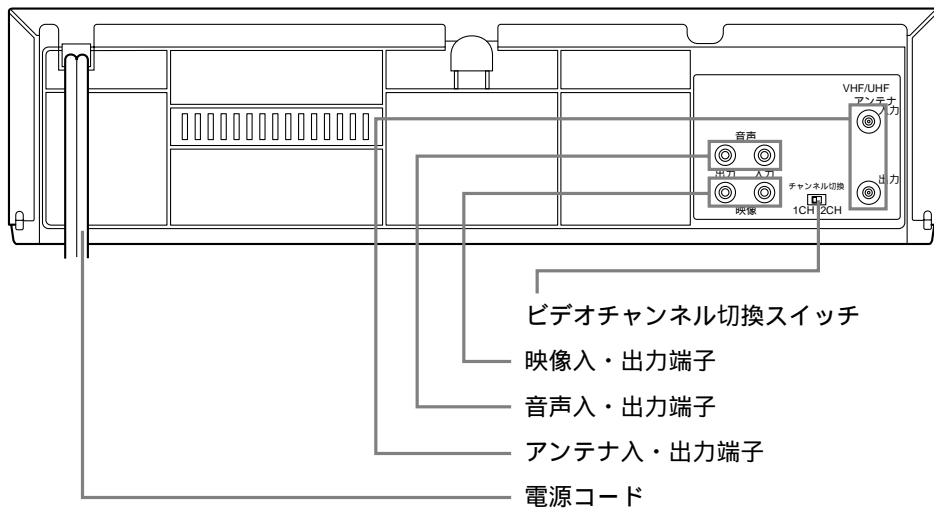 VHF/UHF
アンテナ
入力
音声
出力 入力
出力
チャンネル切換
映像
1CH 2CH
ビデオチャンネル切換スイッチ
映像入・出力端子
音声入・出力端子
アンテナ入・出力端子
電源コード